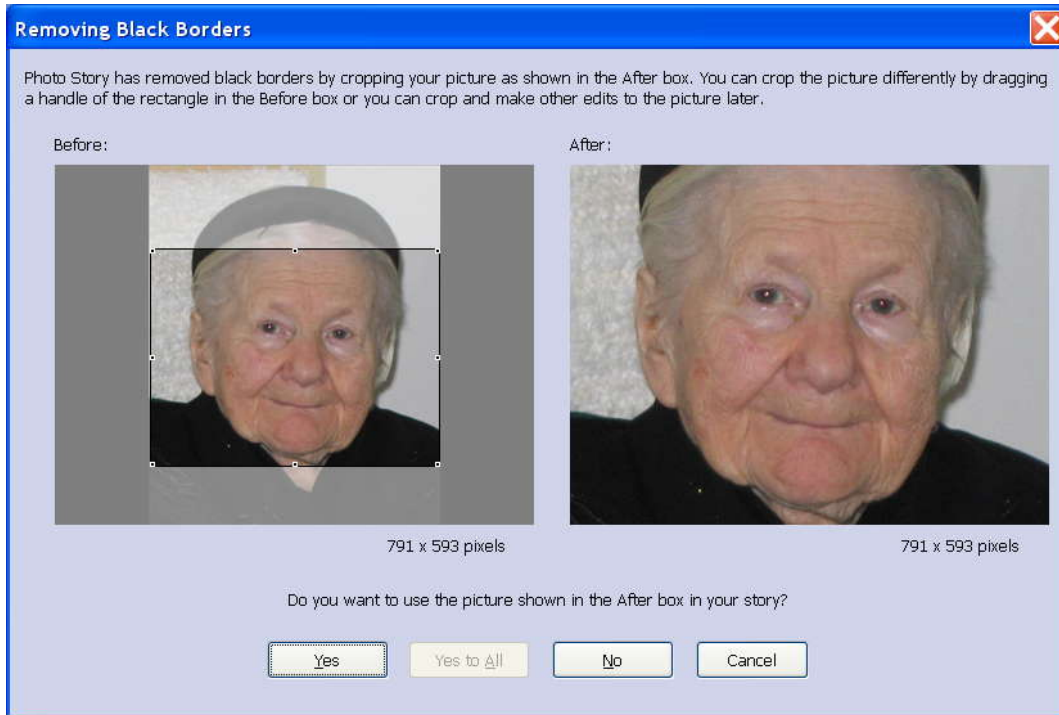 Removing Black Borders
Photo Story has removed black borders by cropping your picture as shown in the After box. You can crop the picture differently by dragging
a handle of the rectangle in the Before box or you can crop and make other edits to the picture later.
Before:
After:
791 x 593 pixels
791 x 593 pixels
Do you want to use the picture shown in the After box in your story?
Yes
Yes to All
No
Cancel